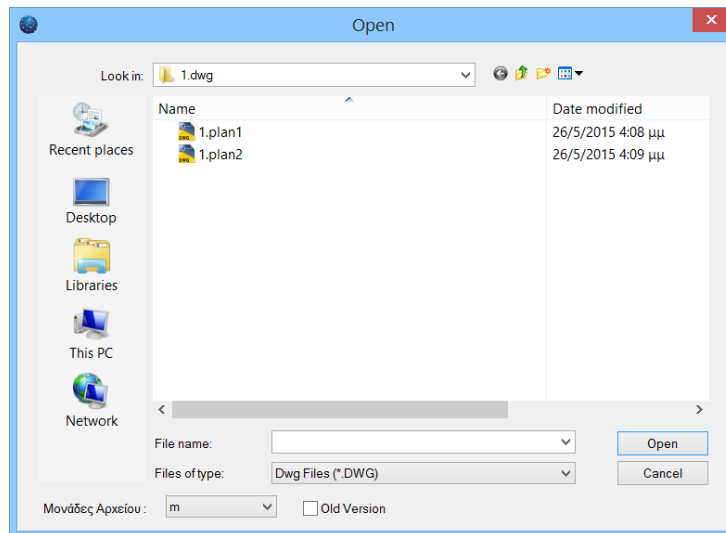 Open
Look in: 1.dwg
Name Date modified
1.plan1 26/5/2015 4:08 μμ
1.plan2 26/5/2015 4:09 μμ
Recent places
Desktop
Libraries
This PC
Network
File name: Open
Files of type: Dwg Files (*.DWG) Cancel
Μονάδες Αρχείου : m Old Version